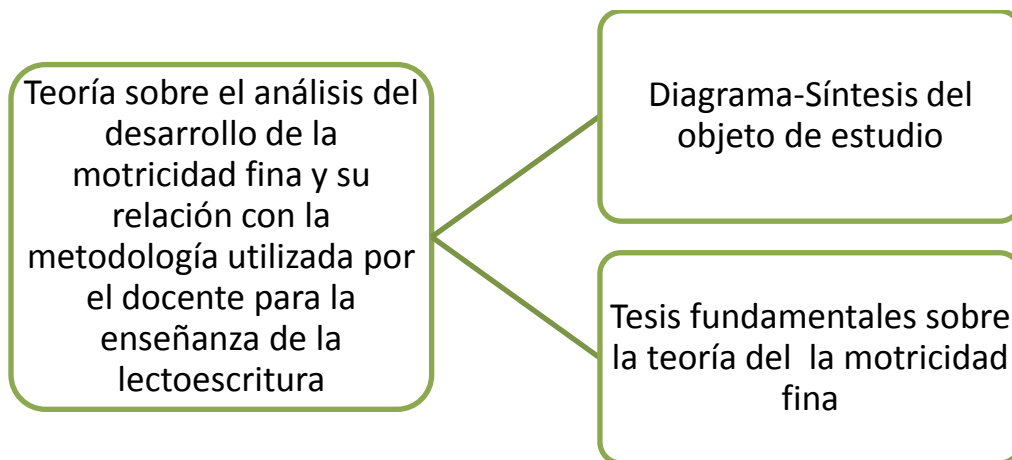 Teoría sobre el análisis del
desarrollo de la
motricidad fina y su
relación con la
metodología utilizada por
el docente para la
enseñanza de la
lectoescritura
Diagrama-Síntesis del
objeto de estudio
Tesis fundamentales sobre
la teoría del la motricidad
fina